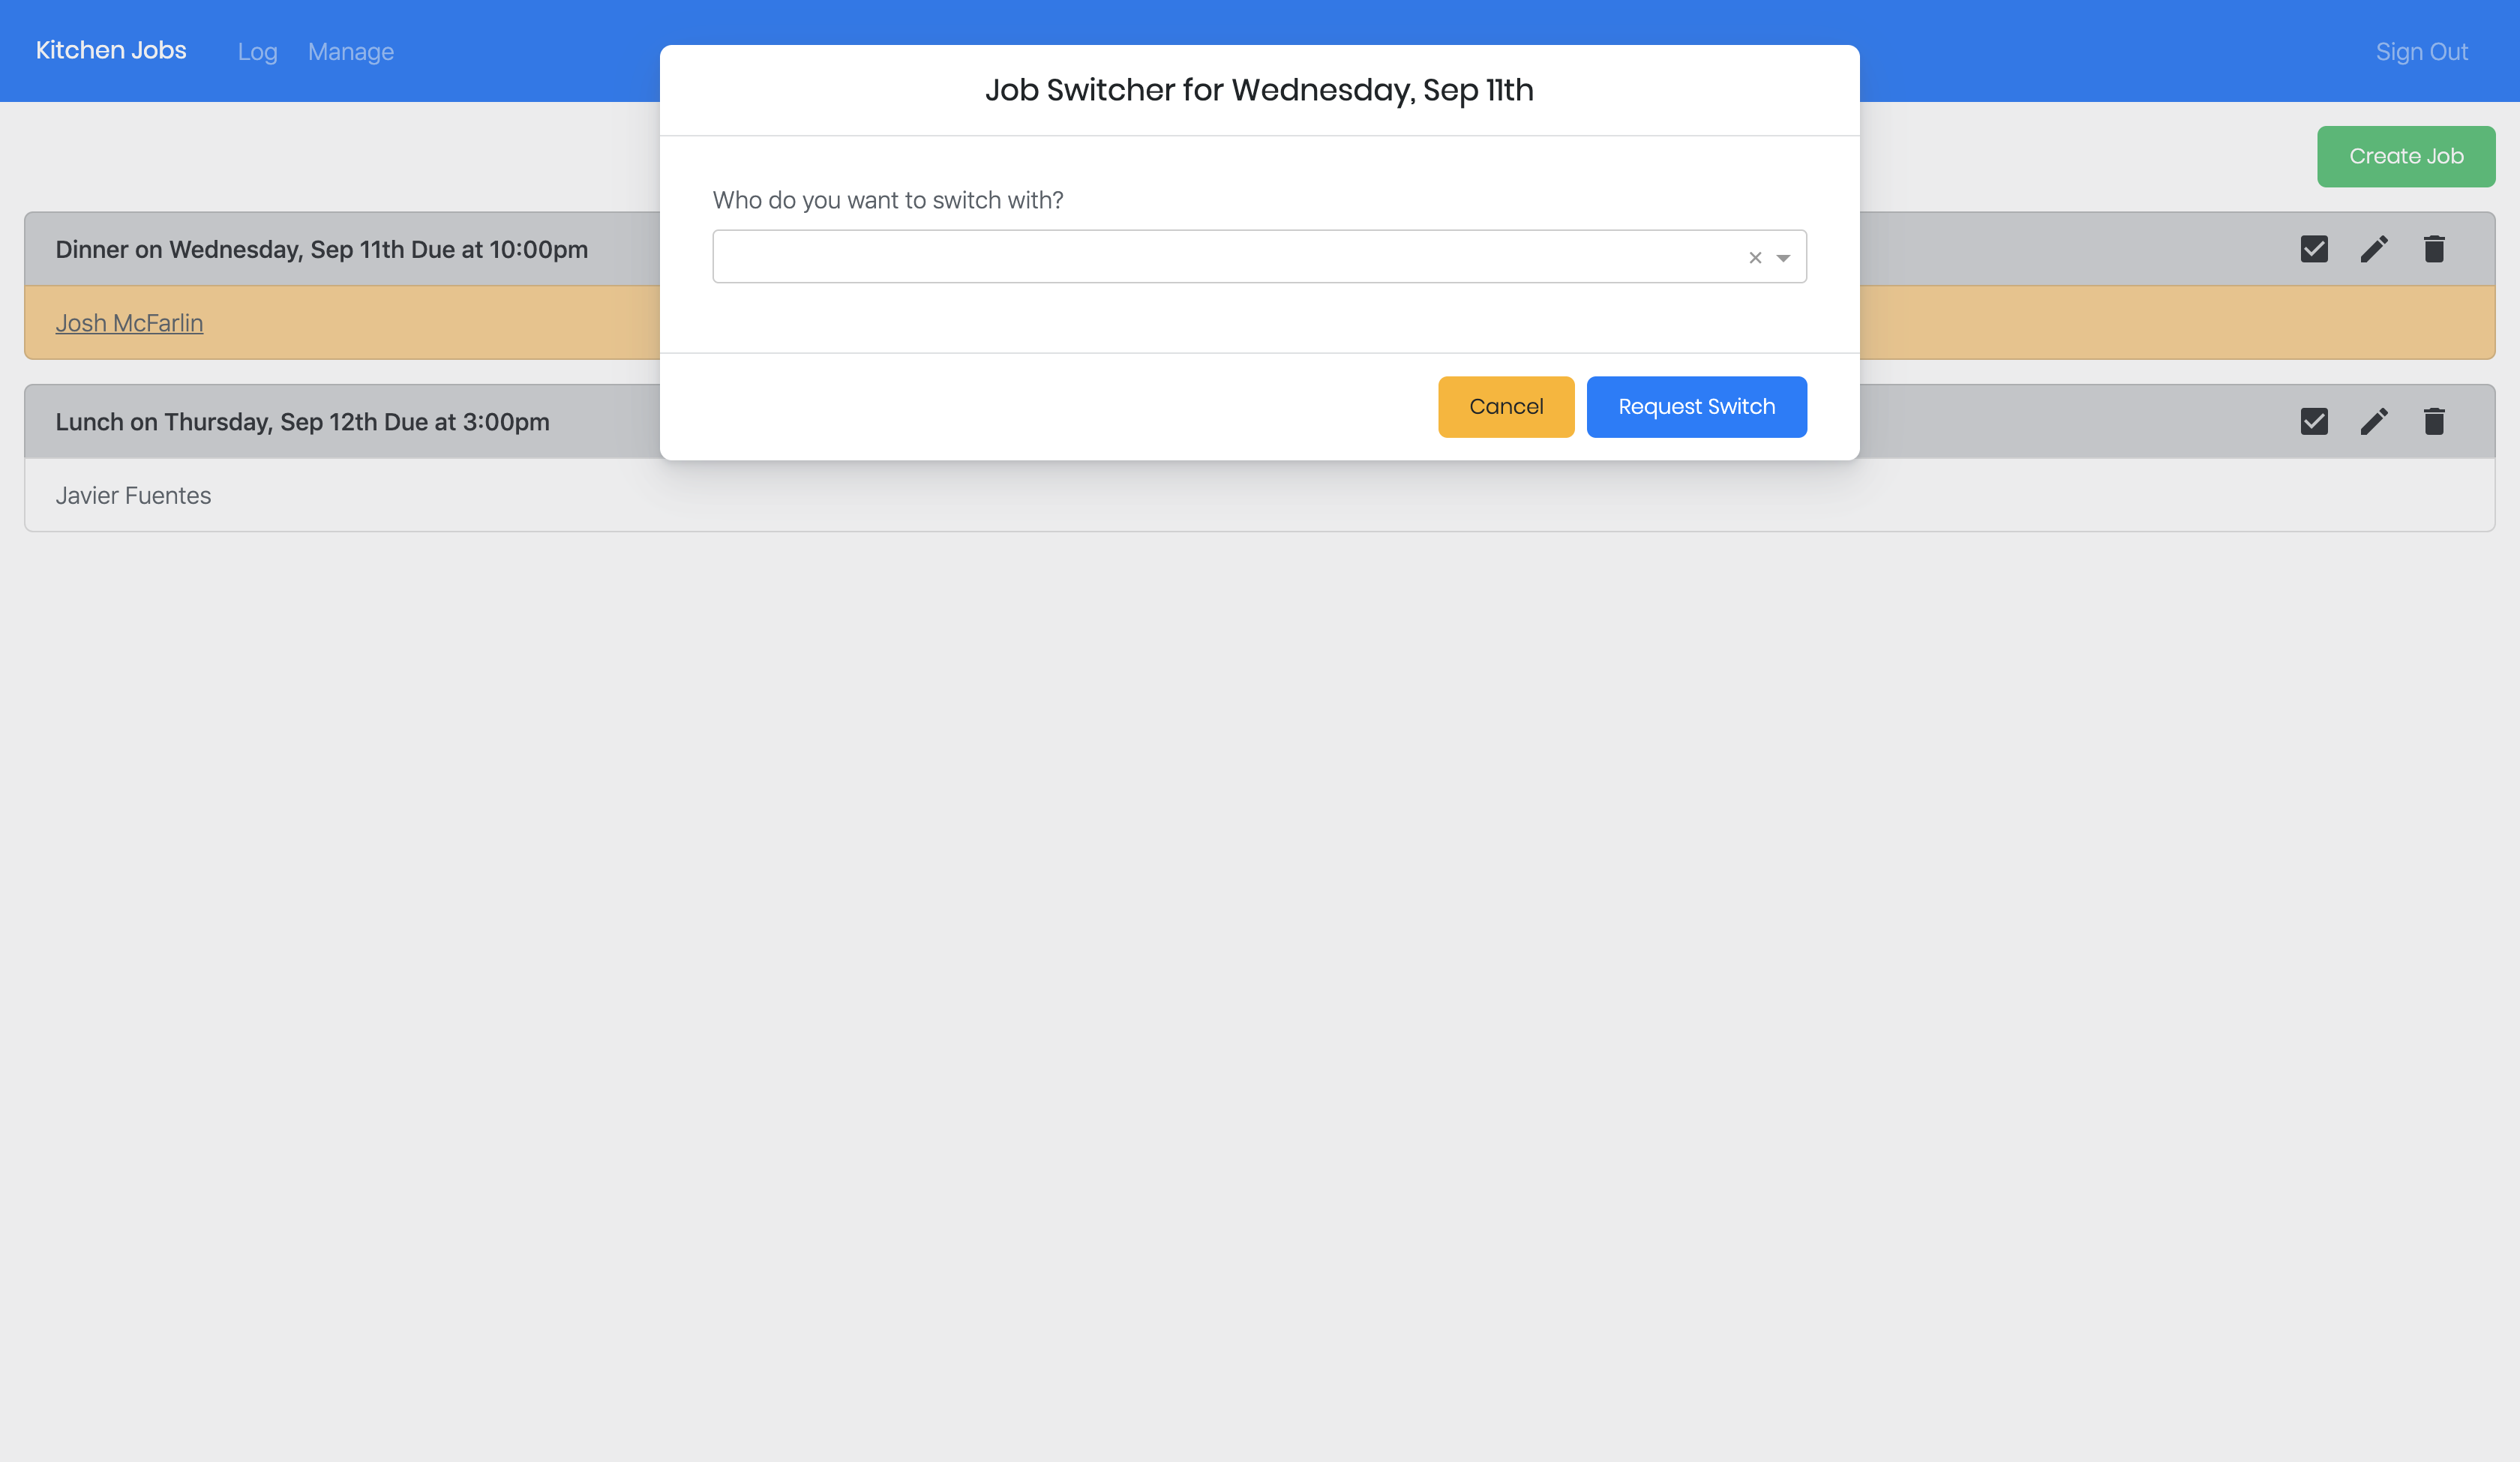 Kitchen Jobs
Log
Manage
Sign Out
Job Switcher for Wednesday, Sep 11th
Create Job
Who do you want to switch with?
Dinner on Wednesday, Sep 11th Due at 10:00pm
Josh McFarlin
Cancel
Request Switch
Lunch on Thursday, Sep 12th Due at 3:00pm
Javier Fuentes